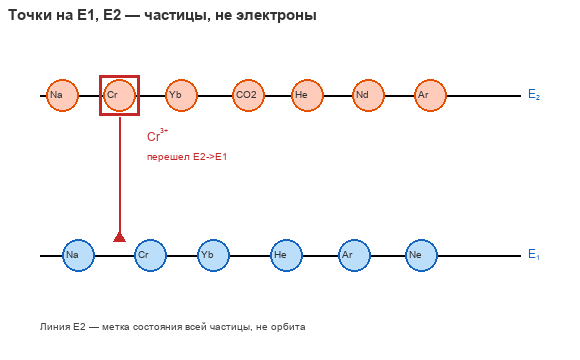 Точки на E1, E2 — частицы, не электроны
Na Cr Yb CO2 He Nd Ar E₂
Cr³⁺
перешел E2->E1
Na Cr Yb He Ar Ne E₁
Линия E2 — метка состояния всей частицы, не орбита